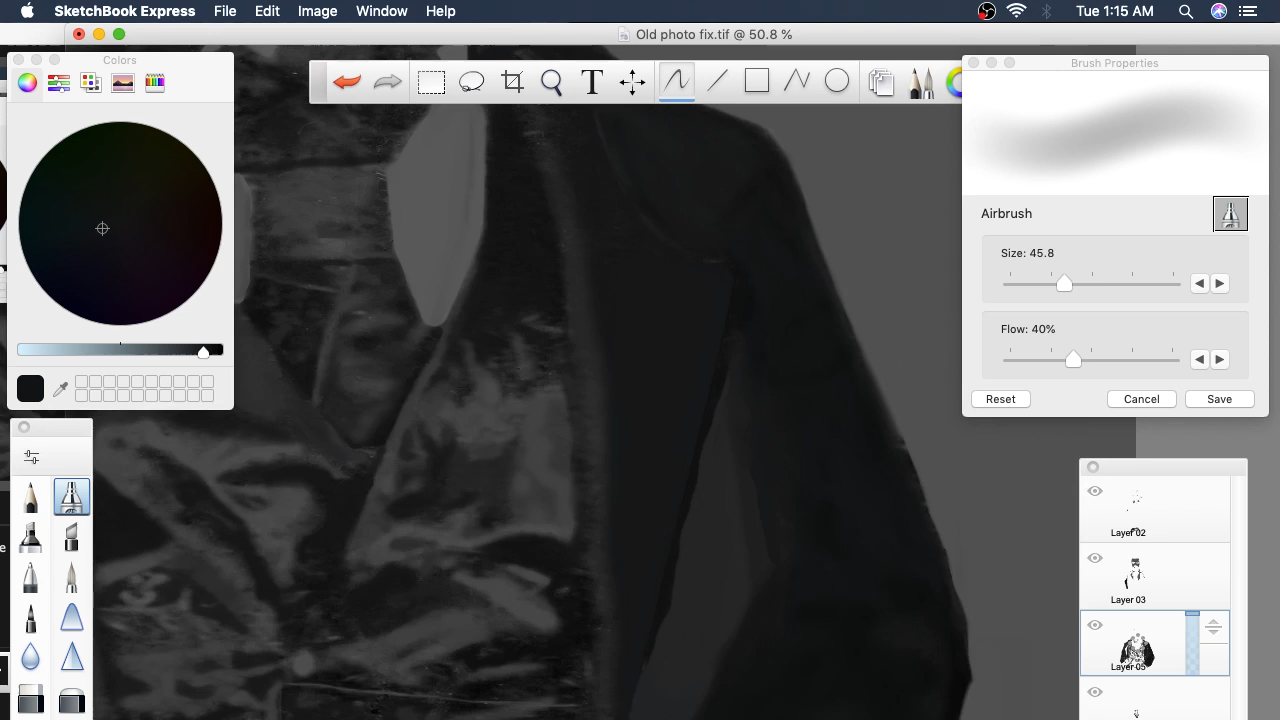 SketchBook Express File Edit Image Window Help Tue 1:15 AM
Old photo fix.tif @ 50.8 %
Colors
T
Brush Properties
Airbrush
Size: 45.8
Flow: 40%
Reset Cancel Save
Layer 02
Layer 03
Layer 05